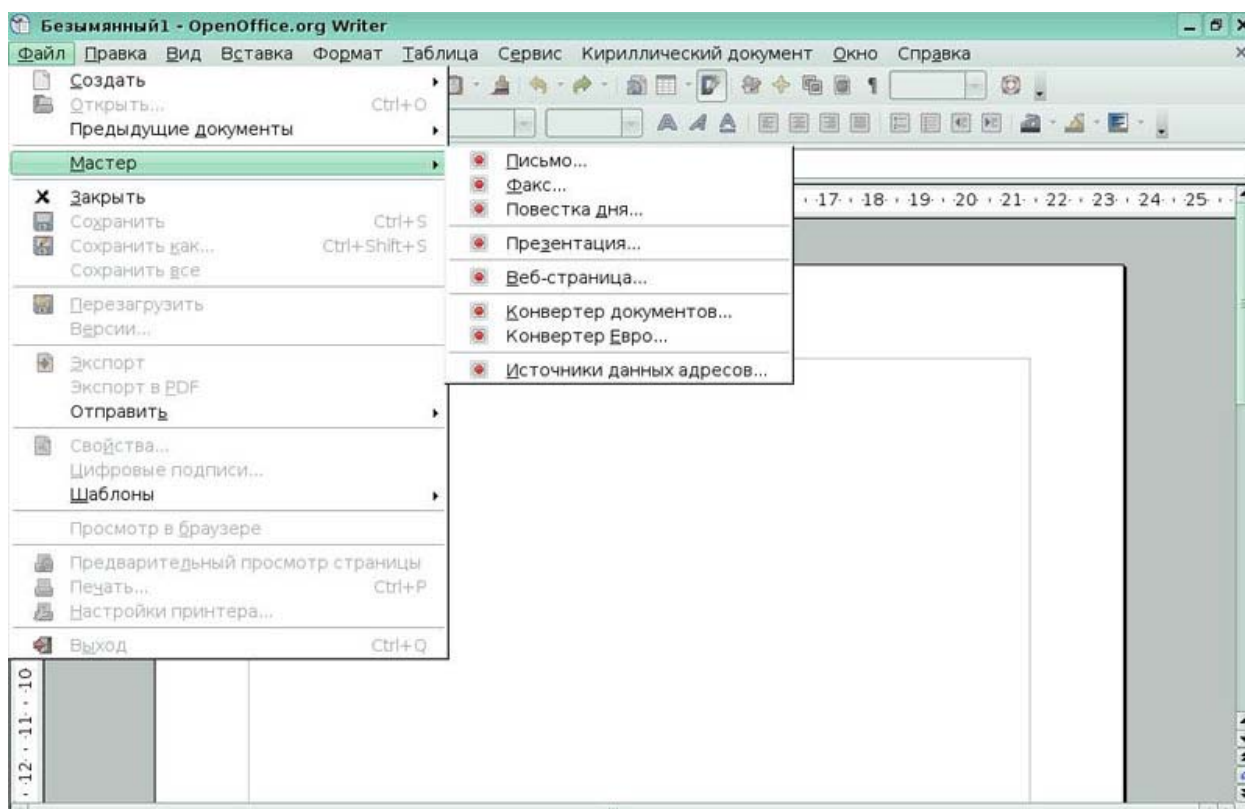 Безымянный1 - OpenOffice.org Writer
Файл Правка Вид Вставка Формат Таблица Сервис Кириллический документ Окно Справка
Создать
Открыть... Ctrl+O
Предыдущие документы
Мастер
Закрыть
Сохранить Ctrl+S
Сохранить как... Ctrl+Shift+S
Сохранить все
Перезагрузить
Версии...
Экспорт
Экспорт в PDF
Отправить
Свойства...
Цифровые подписи...
Шаблоны
Просмотр в браузере
Предварительный просмотр страницы
Печать... Ctrl+P
Настройки принтера...
Выход Ctrl+Q
Письмо...
Факс...
Повестка дня...
Презентация...
Веб-страница...
Конвертер документов...
Конвертер Евро...
Источники данных адресов...
17 18 19 20 21 22 23 24 25
10
11
12